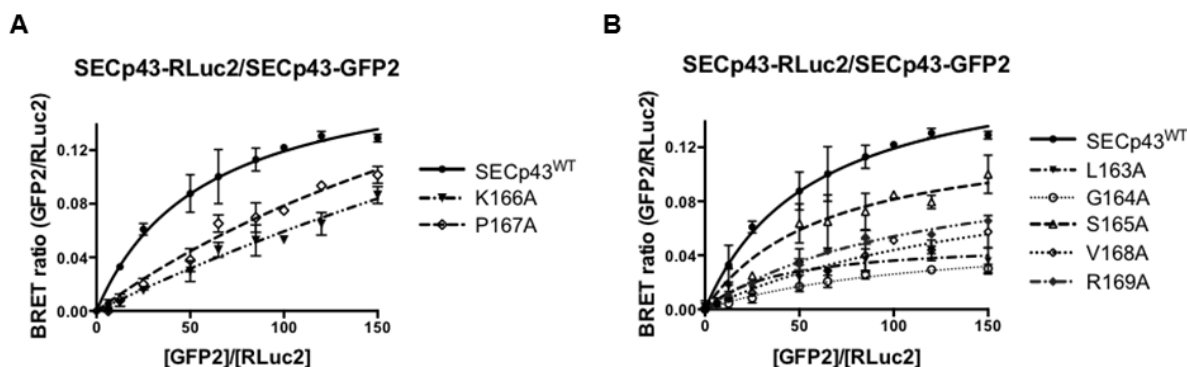 A
SECp43-RLuc2/SECp43-GFP2
BRET ratio (GFP2/RLuc2)
0.12
0.08
0.04
0.00
0
50
100
150
[GFP2]/[RLuc2]
SECp43WT
K166A
P167A
B
SECp43-RLuc2/SECp43-GFP2
BRET ratio (GFP2/RLuc2)
0.12
0.08
0.04
0.00
0
50
100
150
[GFP2]/[RLuc2]
SECp43WT
L163A
G164A
S165A
V168A
R169A